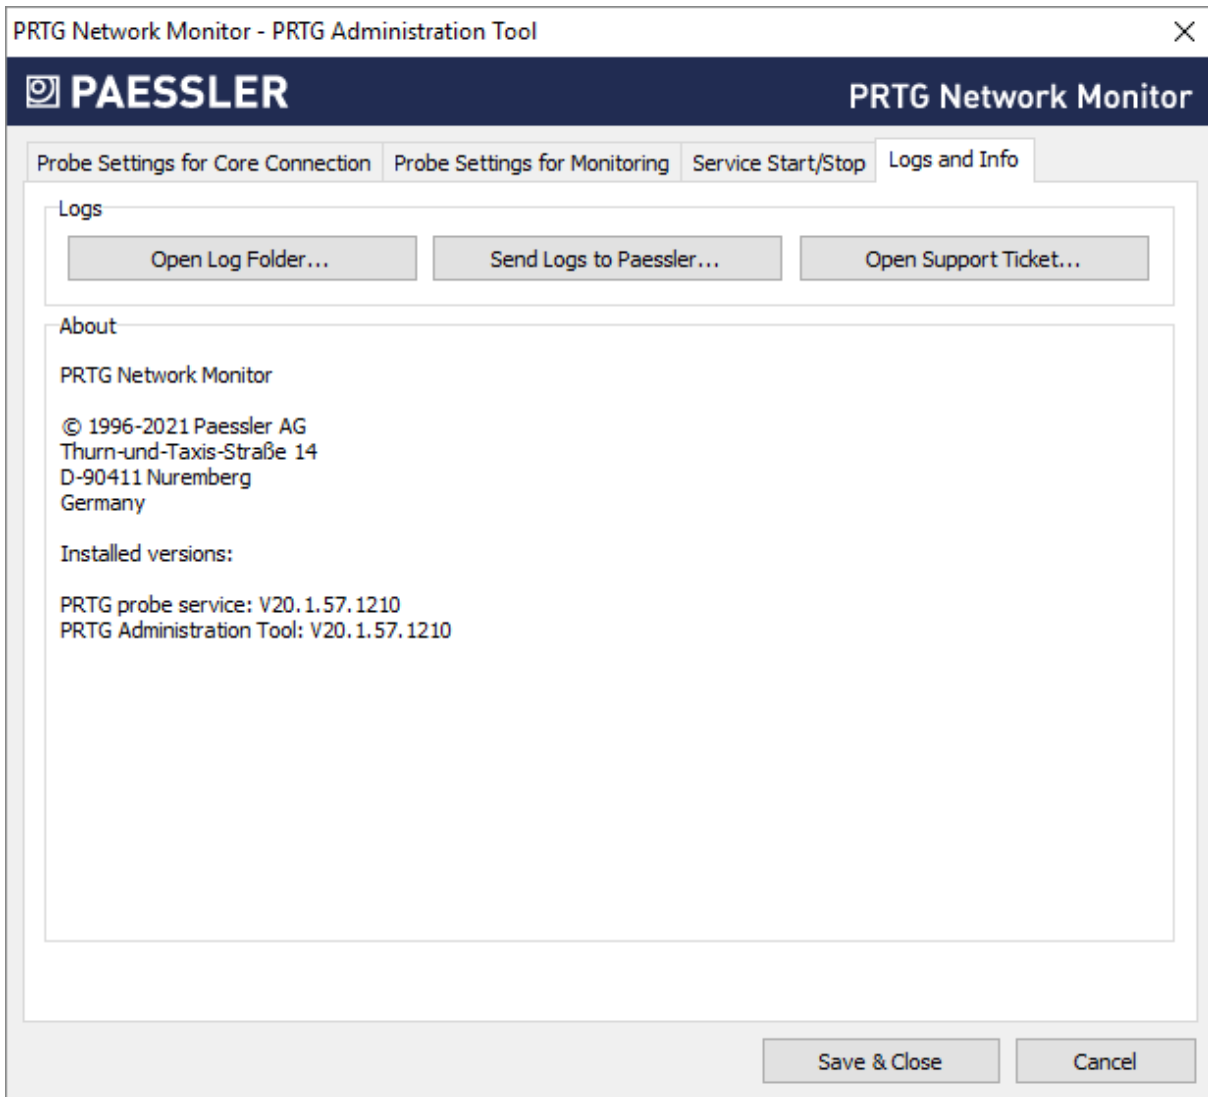 PRTG Network Monitor - PRTG Administration Tool
PAESSLER
PRTG Network Monitor
Probe Settings for Core Connection
Probe Settings for Monitoring
Service Start/Stop
Logs and Info
Logs
Open Log Folder...
Send Logs to Paessler...
Open Support Ticket...
About
PRTG Network Monitor
© 1996-2021 Paessler AG
Thurn-und-Taxis-Straße 14
D-90411 Nuremberg
Germany
Installed versions:
PRTG probe service: V20.1.57.1210
PRTG Administration Tool: V20.1.57.1210
Save & Close
Cancel